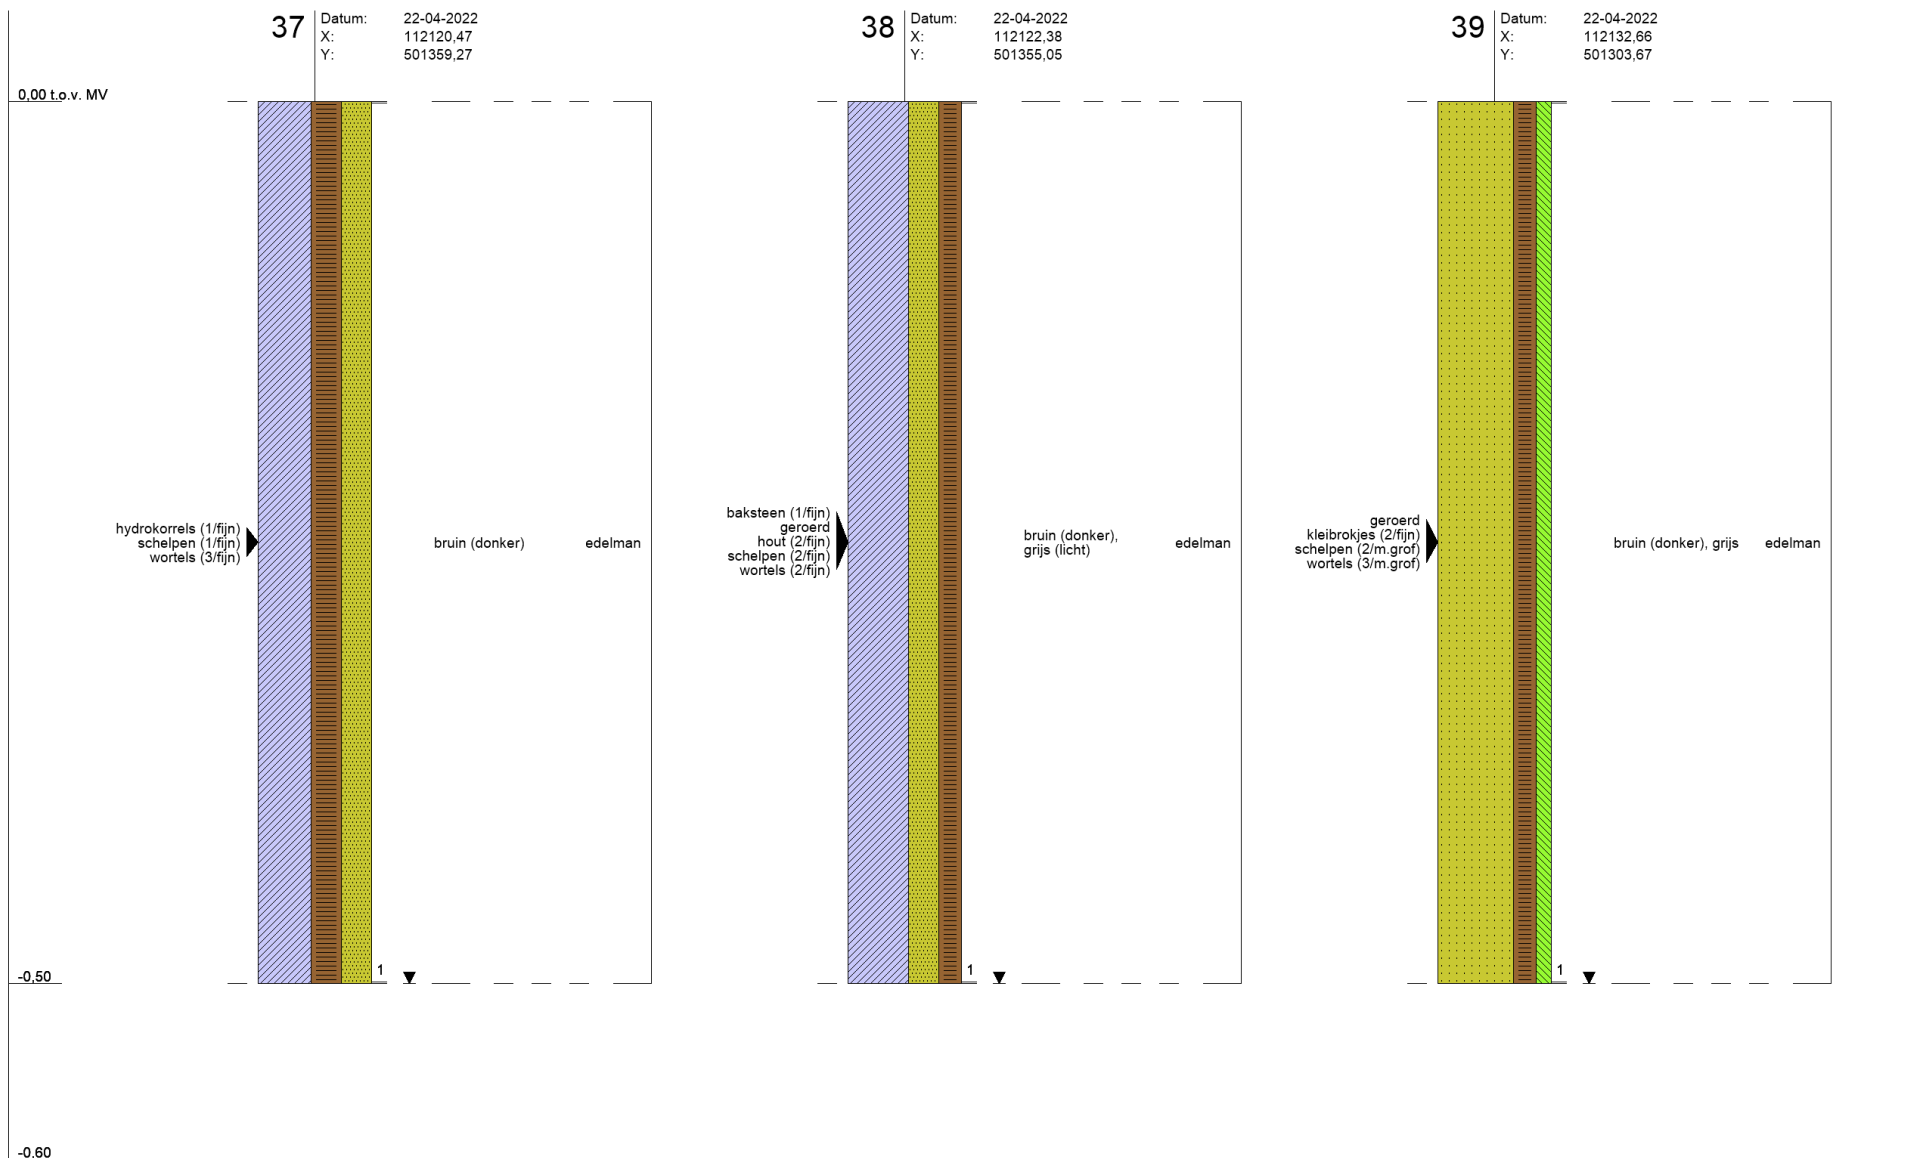 37
Datum: 22-04-2022
X: 112120,47
Y: 501359,27
38
Datum: 22-04-2022
X: 112122,38
Y: 501355,05
39
Datum: 22-04-2022
X: 112132,66
Y: 501303,67
0,00 t.o.v. MV
hydrokorrels (1/fijn)
schelpen (1/fijn)
wortels (3/fijn)
bruin (donker)
edelman
baksteen (1/fijn)
geroerd
hout (2/fijn)
schelpen (2/fijn)
wortels (2/fijn)
bruin (donker),
grijs (licht)
edelman
geroerd
kleibrokjes (2/fijn)
schelpen (2/m.grof)
wortels (3/m.grof)
bruin (donker), grijs
edelman
1
1
1
-0,50
-0,60